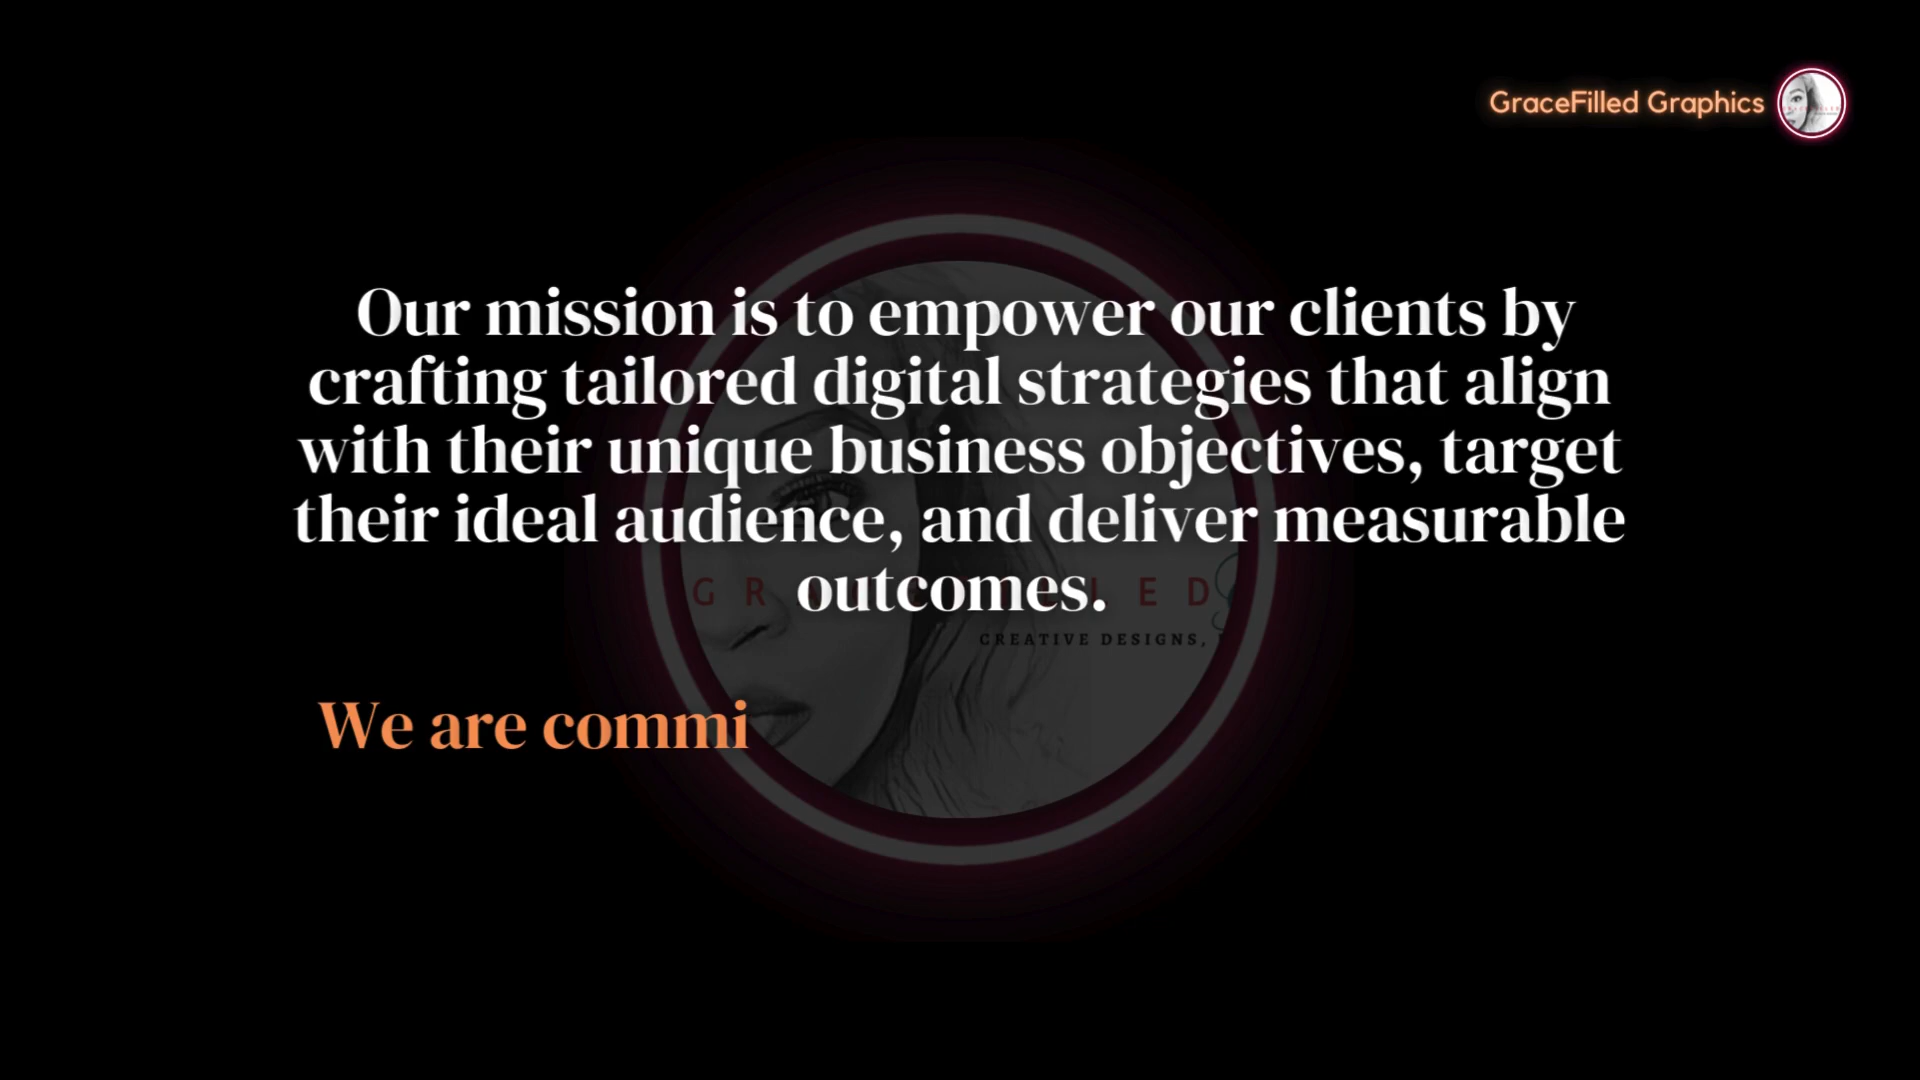 GraceFilled Graphics
Our mission is to empower our clients by
crafting tailored digital strategies that align
with their unique business objectives, target
their ideal audience, and deliver measurable
outcomes.
CREATIVE DESIGNS,
We are commi